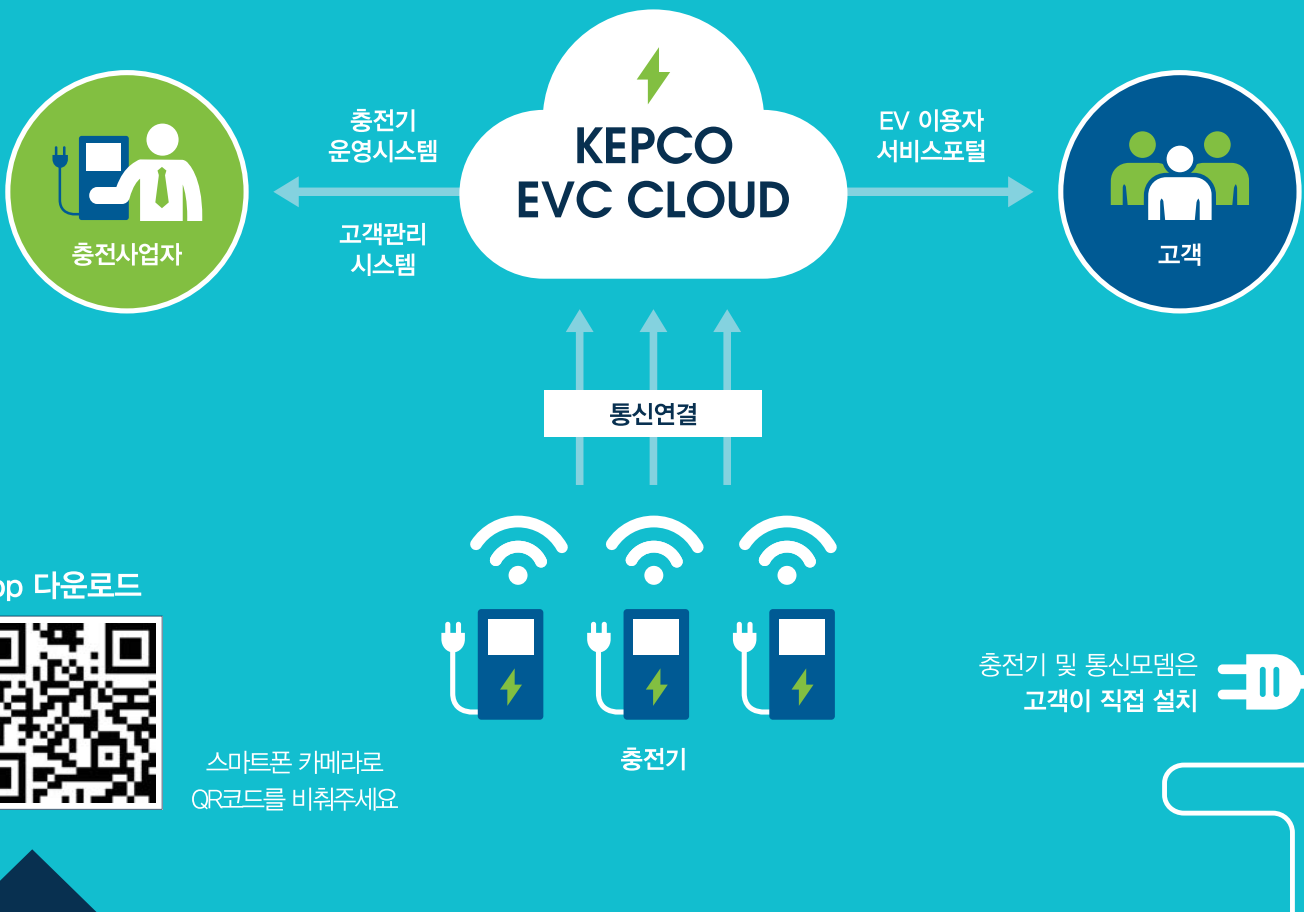 충전기
운영시스템
고객관리
시스템
충전사업자
KEPCO
EVC CLOUD
EV 이용자
서비스포털
고객
통신연결
충전기
다운로드
스마트폰 카메라로
QR코드를 비춰주세요
충전기 및 통신모뎀은
고객이 직접 설치